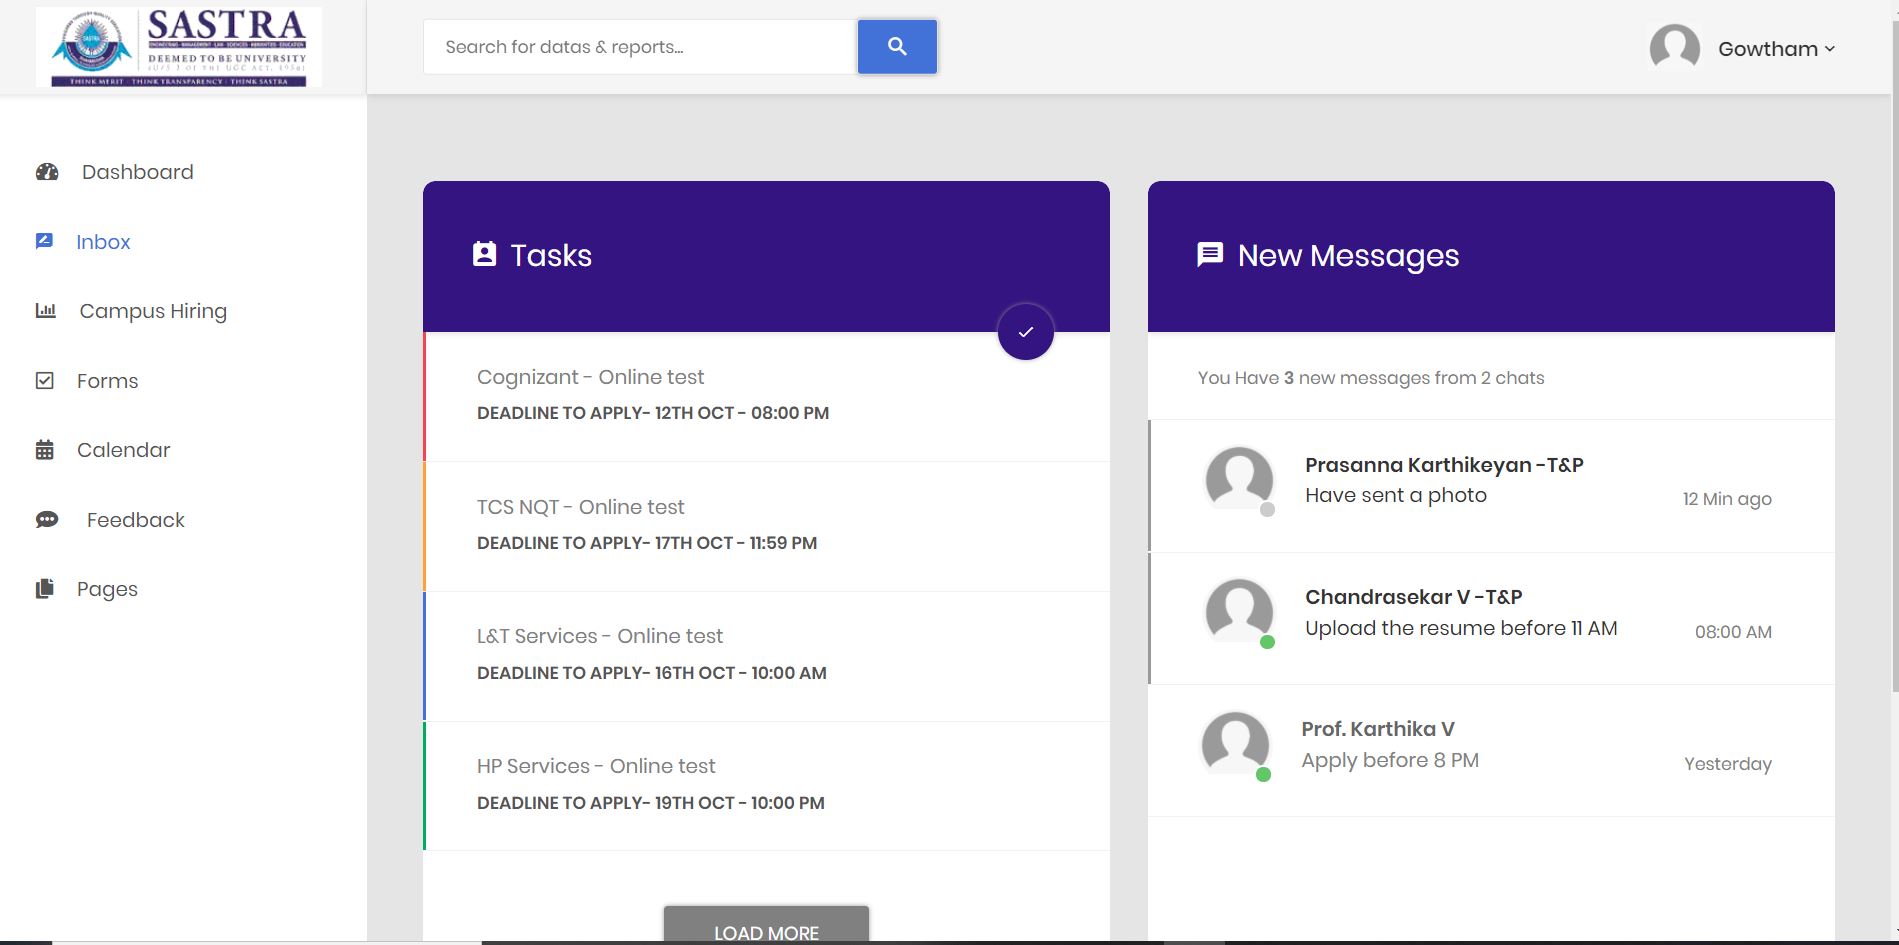 SASTRA
ENGINEERING · MANAGEMENT · LAW · SCIENCES · HUMANITIES · EDUCATION
DEEMED TO BE UNIVERSITY
(U/S 3 OF THE UGC ACT, 1956)
THINK MERIT | THINK TRANSPARENCY | THINK SASTRA
Search for datas & reports...
Gowtham
Dashboard
Inbox
Campus Hiring
Forms
Calendar
Feedback
Pages
Tasks
Cognizant - Online test
DEADLINE TO APPLY- 12TH OCT - 08:00 PM
TCS NQT - Online test
DEADLINE TO APPLY- 17TH OCT - 11:59 PM
L&T Services - Online test
DEADLINE TO APPLY- 16TH OCT - 10:00 AM
HP Services - Online test
DEADLINE TO APPLY- 19TH OCT - 10:00 PM
LOAD MORE
New Messages
You Have 3 new messages from 2 chats
Prasanna Karthikeyan -T&P
Have sent a photo
12 Min ago
Chandrasekar V -T&P
Upload the resume before 11 AM
08:00 AM
Prof. Karthika V
Apply before 8 PM
Yesterday